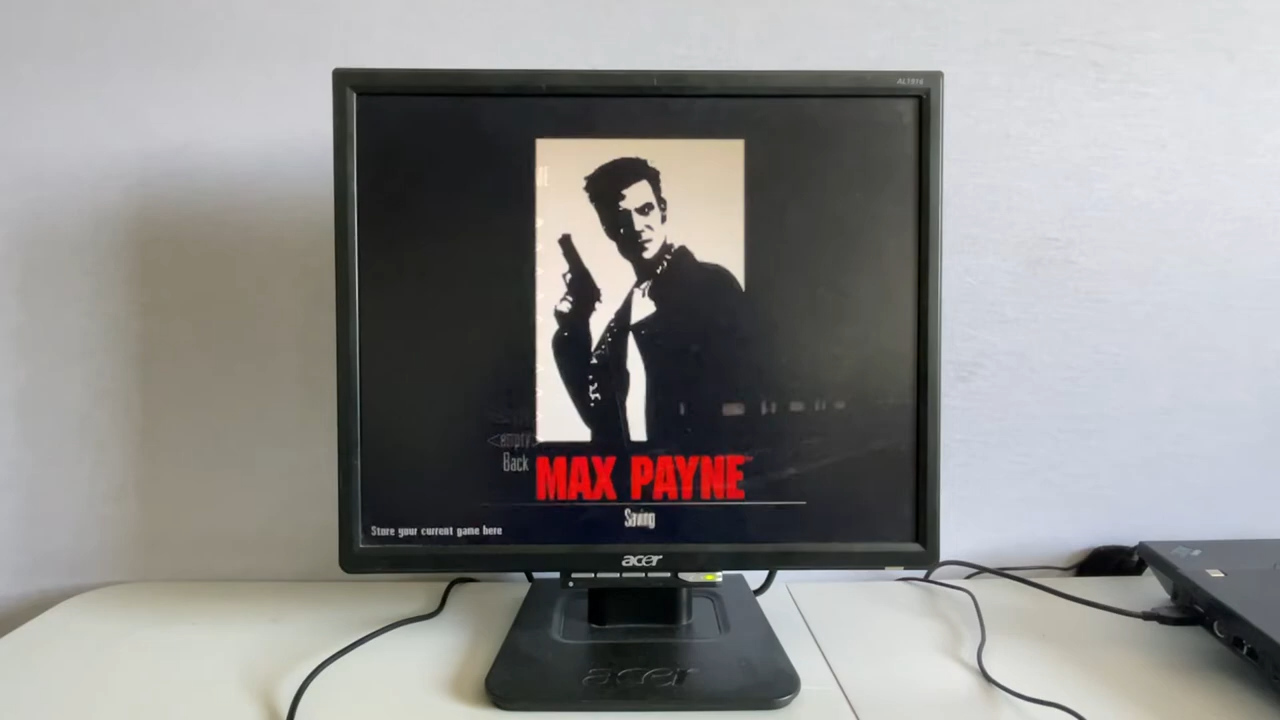 AL1916
<empty
Back
MAX PAYNE
Saving
Store your current game here
acer
acer